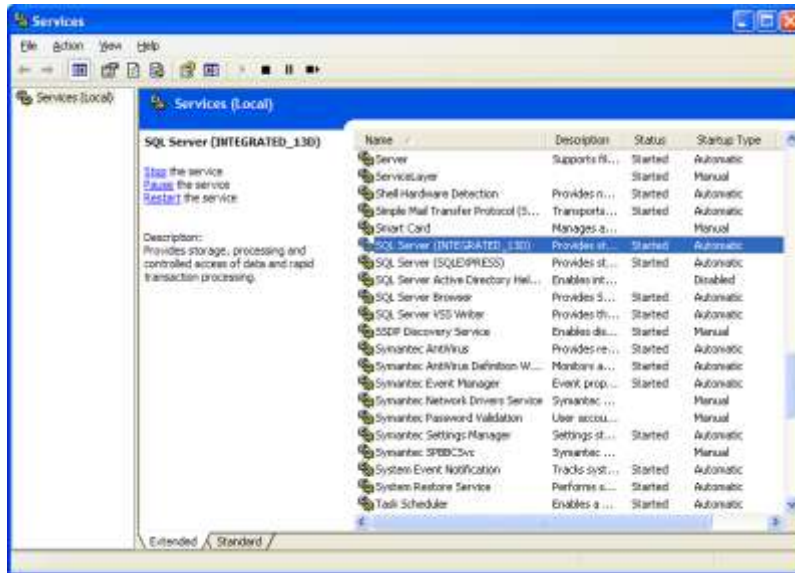 Services
File Action View Help
Services (Local)
Services (Local)
SQL Server (INTEGRATED_13D)
Stop the service
Pause the service
Restart the service
Description:
Provides storage, processing and
controlled access of data and rapid
transaction processing.
Name Description Status Startup Type
Server Supports fil... Started Automatic
ServiceLayer Started Manual
Shell Hardware Detection Provides n... Started Automatic
Simple Mail Transfer Protocol (S... Transports... Started Automatic
Smart Card Manages a... Manual
SQL Server (INTEGRATED_13D) Provides st... Started Automatic
SQL Server (SQLEXPRESS) Provides st... Started Automatic
SQL Server Active Directory Hel... Enables int... Disabled
SQL Server Browser Provides S... Started Automatic
SQL Server VSS Writer Provides th... Started Automatic
SSDP Discovery Service Enables dis... Started Manual
Symantec AntiVirus Provides re... Started Automatic
Symantec AntiVirus Definition W... Monitors a... Started Automatic
Symantec Event Manager Event prop... Started Automatic
Symantec Network Drivers Service Symantec ... Manual
Symantec Password Validation User accou... Manual
Symantec Settings Manager Settings st... Started Automatic
Symantec SPBBCSvc Symantec ... Manual
System Event Notification Tracks syst... Started Automatic
System Restore Service Performs s... Started Automatic
Task Scheduler Enables a ... Started Automatic
Extended Standard